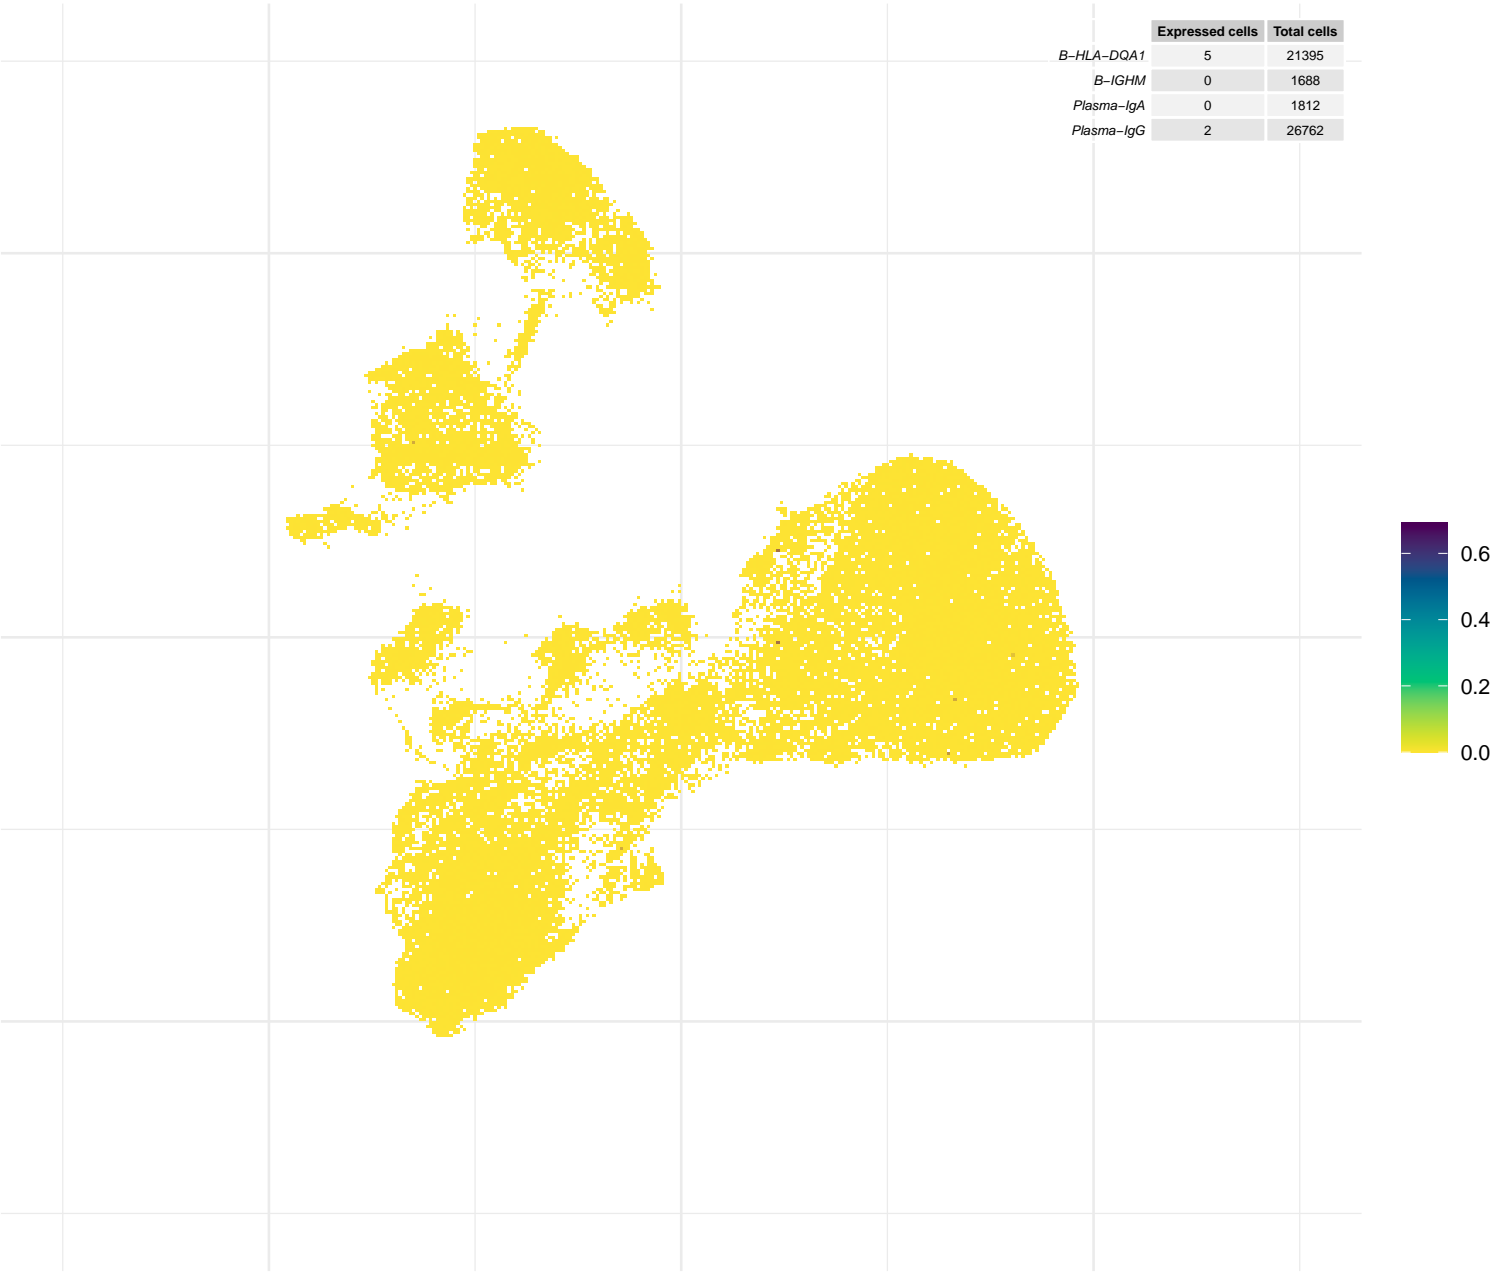 Expressed cells Total cells
B−HLA−DQA1 5 21395
B−IGHM 0 1688
Plasma−IgA 0 1812
Plasma−IgG 2 26762
0.6
0.4
0.2
0.0